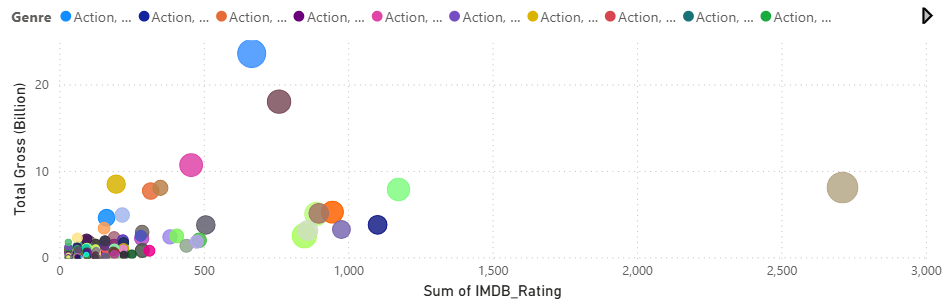 Genre Action, ... Action, ... Action, ... Action, ... Action, ... Action, ... Action, ... Action, ... Action, ... Action, ...
Total Gross (Billion)
20
10
0
0 500 1,000 1,500 2,000 2,500 3,000
Sum of IMDB_Rating